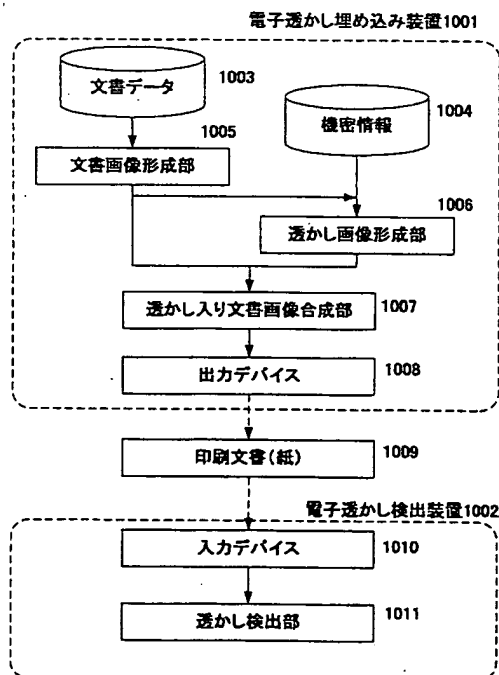 電子透かし埋め込み装置1001
文書データ
1003
機密情報
1004
1005
文書画像形成部
1006
透かし画像形成部
透かし入り文書画像合成部
1007
出力デバイス
1008
印刷文書(紙)
1009
電子透かし検出装置1002
入力デバイス
1010
透かし検出部
1011